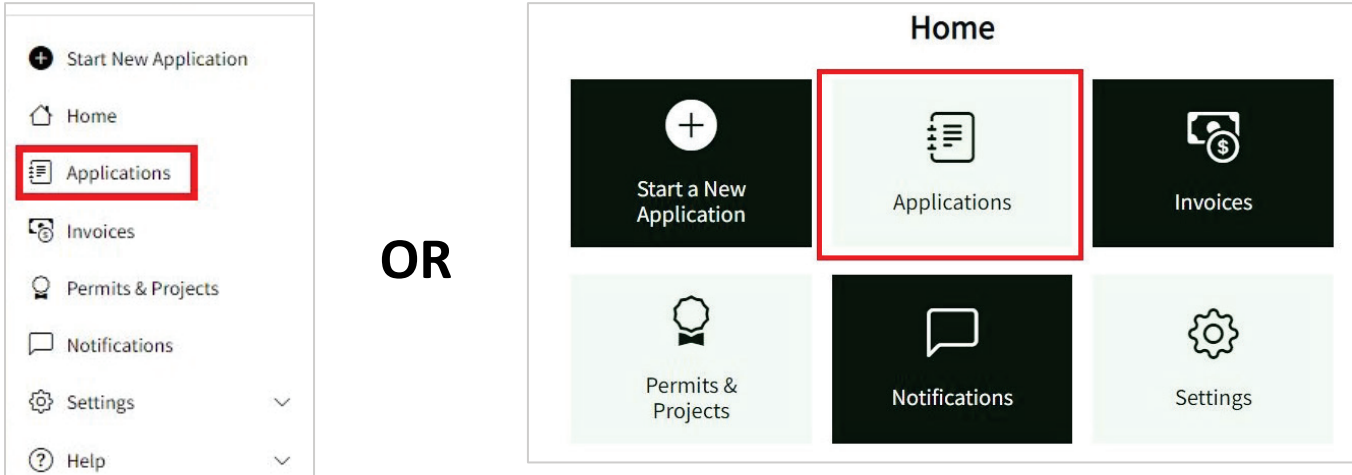 Start New Application
Home
Applications
Invoices
Permits & Projects
Notifications
Settings
Help
OR
Home
Start a New
Application
Applications
Invoices
Permits &
Projects
Notifications
Settings